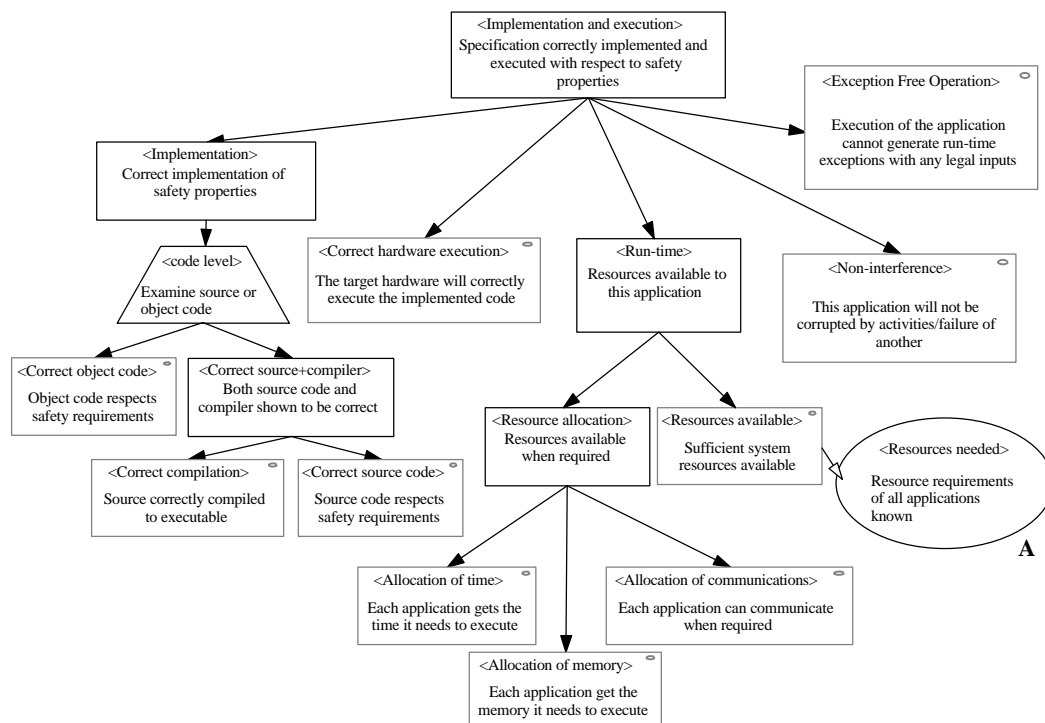 <Implementation and execution>
Specification correctly implemented and
executed with respect to safety
properties
<Exception Free Operation>
Execution of the application
cannot generate run-time
exceptions with any legal inputs
<Implementation>
Correct implementation of
safety properties
<code level>
Examine source or
object code
<Correct hardware execution>
The target hardware will correctly
execute the implemented code
<Run-time>
Resources available to
this application
<Non-interference>
This application will not be
corrupted by activities/failure of
another
<Correct object code>
Object code respects
safety requirements
<Correct source+compiler>
Both source code and
compiler shown to be correct
<Resource allocation>
Resources available
when required
<Resources available>
Sufficient system
resources available
<Resources needed>
Resource requirements
of all applications
known
A
<Correct compilation>
Source correctly compiled
to executable
<Correct source code>
Source code respects
safety requirements
<Allocation of time>
Each application gets the
time it needs to execute
<Allocation of communications>
Each application can communicate
when required
<Allocation of memory>
Each application get the
memory it needs to execute